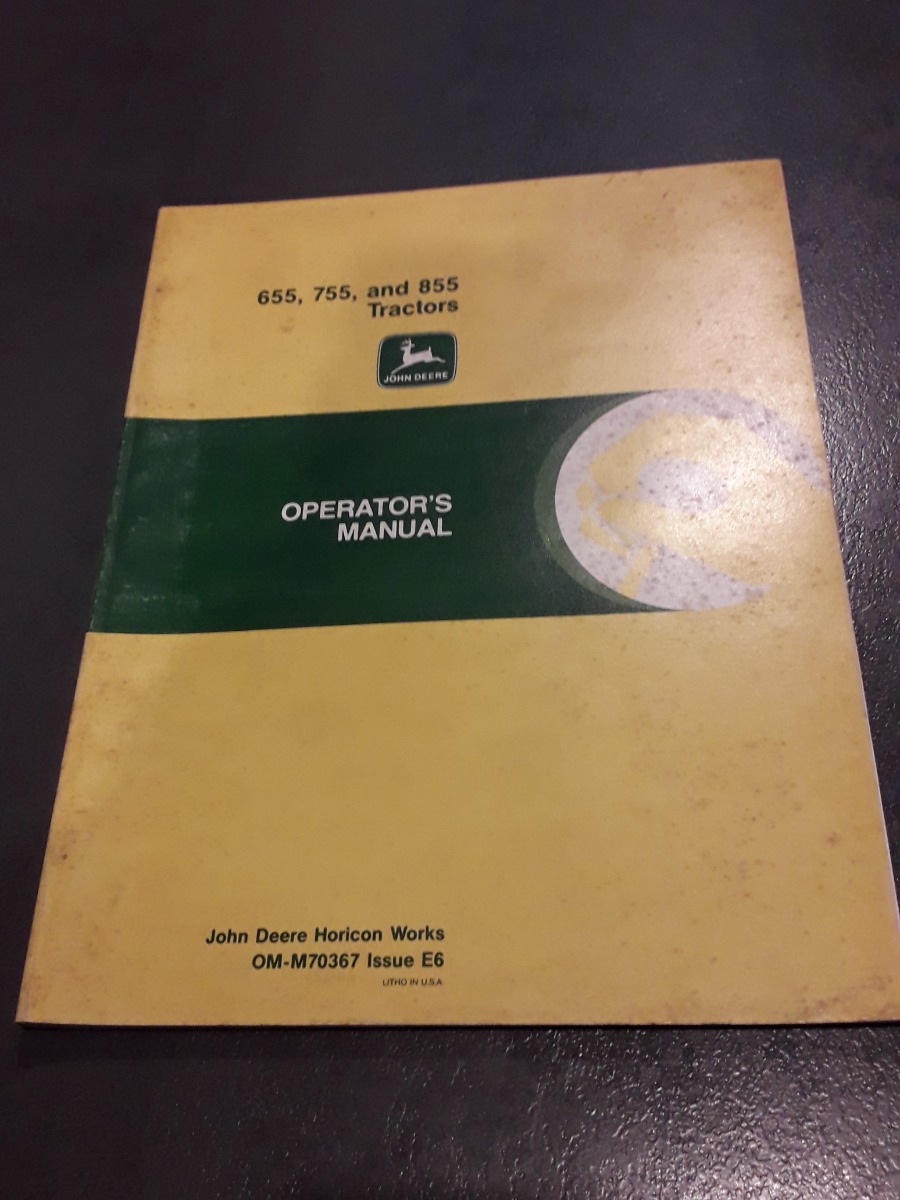 655, 755, and 855
Tractors
JOHN DEERE
OPERATOR'S
MANUAL
John Deere Horicon Works
OM-M70367 Issue E6
LITHO IN U.S.A.